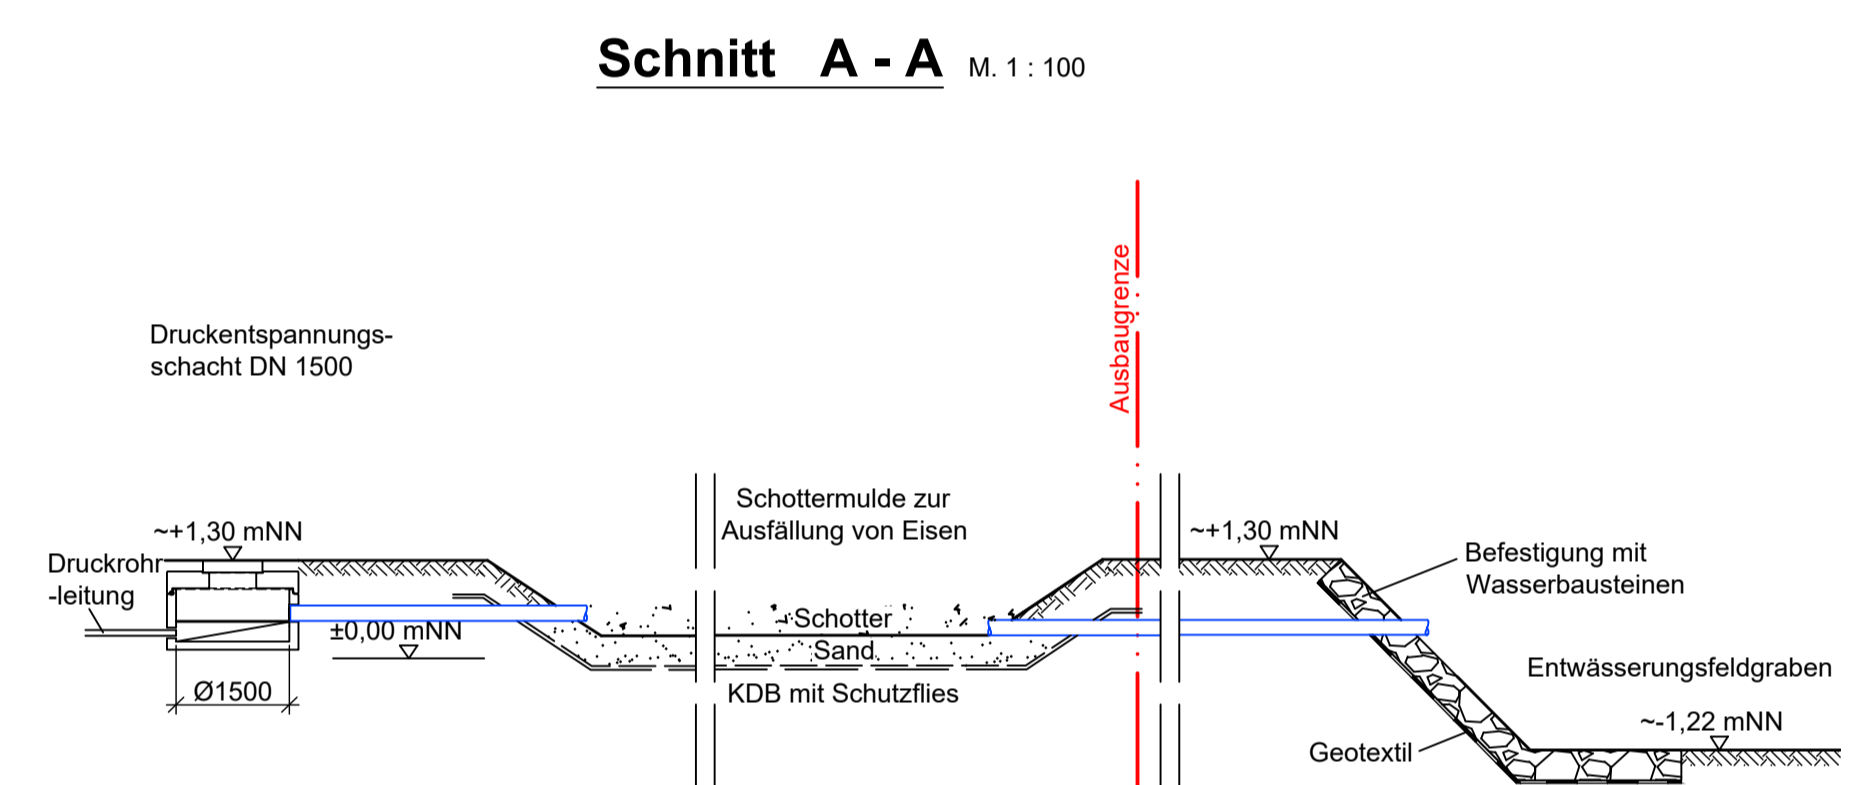 Schnitt A - A M. 1 : 100
Ausbaugrenze
Druckentspannungs-
schacht DN 1500
Schottermulde zur
Ausfällung von Eisen
~+1,30 mNN
~+1,30 mNN
Druckrohr
-leitung
Befestigung mit
Wasserbausteinen
±0,00 mNN
Schotter
Sand
Entwässerungsfeldgraben
Ø1500
KDB mit Schutzflies
~-1,22 mNN
Geotextil